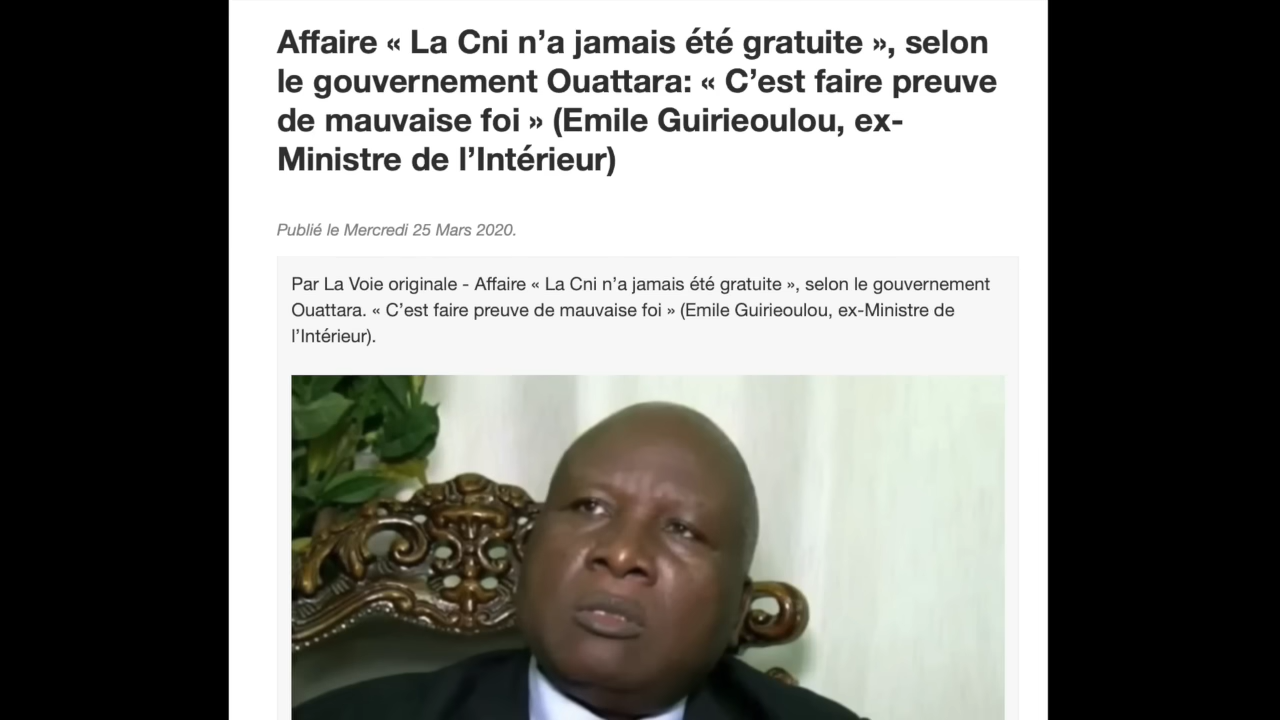 Affaire « La Cni n’a jamais été gratuite », selon
le gouvernement Ouattara: « C’est faire preuve
de mauvaise foi » (Emile Guirieoulou, ex-
Ministre de l’Intérieur)
Publié le Mercredi 25 Mars 2020.
Par La Voie originale - Affaire « La Cni n’a jamais été gratuite », selon le gouvernement
Ouattara. « C’est faire preuve de mauvaise foi » (Emile Guirieoulou, ex-Ministre de
l’Intérieur).